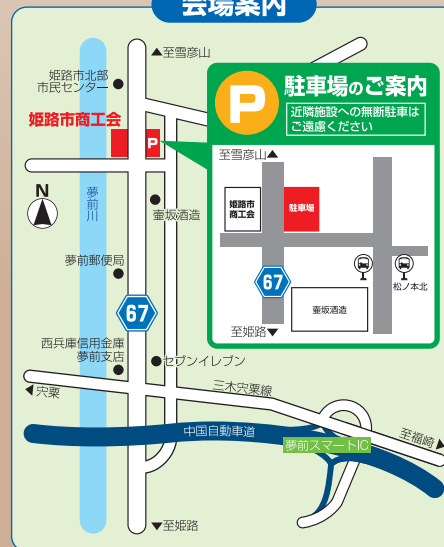 会場案内
▲至雪彦山
姫路市北部
市民センター
姫路市商工会
P
N
夢前川
壷坂酒造
夢前郵便局
67
西兵庫信用金庫
夢前支店
セブンイレブン
◀宍粟
三木宍粟線
中国自動車道
夢前スマートIC
至福崎▶
▼至姫路
P
駐車場のご案内
近隣施設への無断駐車は
ご遠慮ください
至雪彦山▲
姫路市
商工会
駐車場
67
松ノ本北
壷坂酒造
至姫路▼